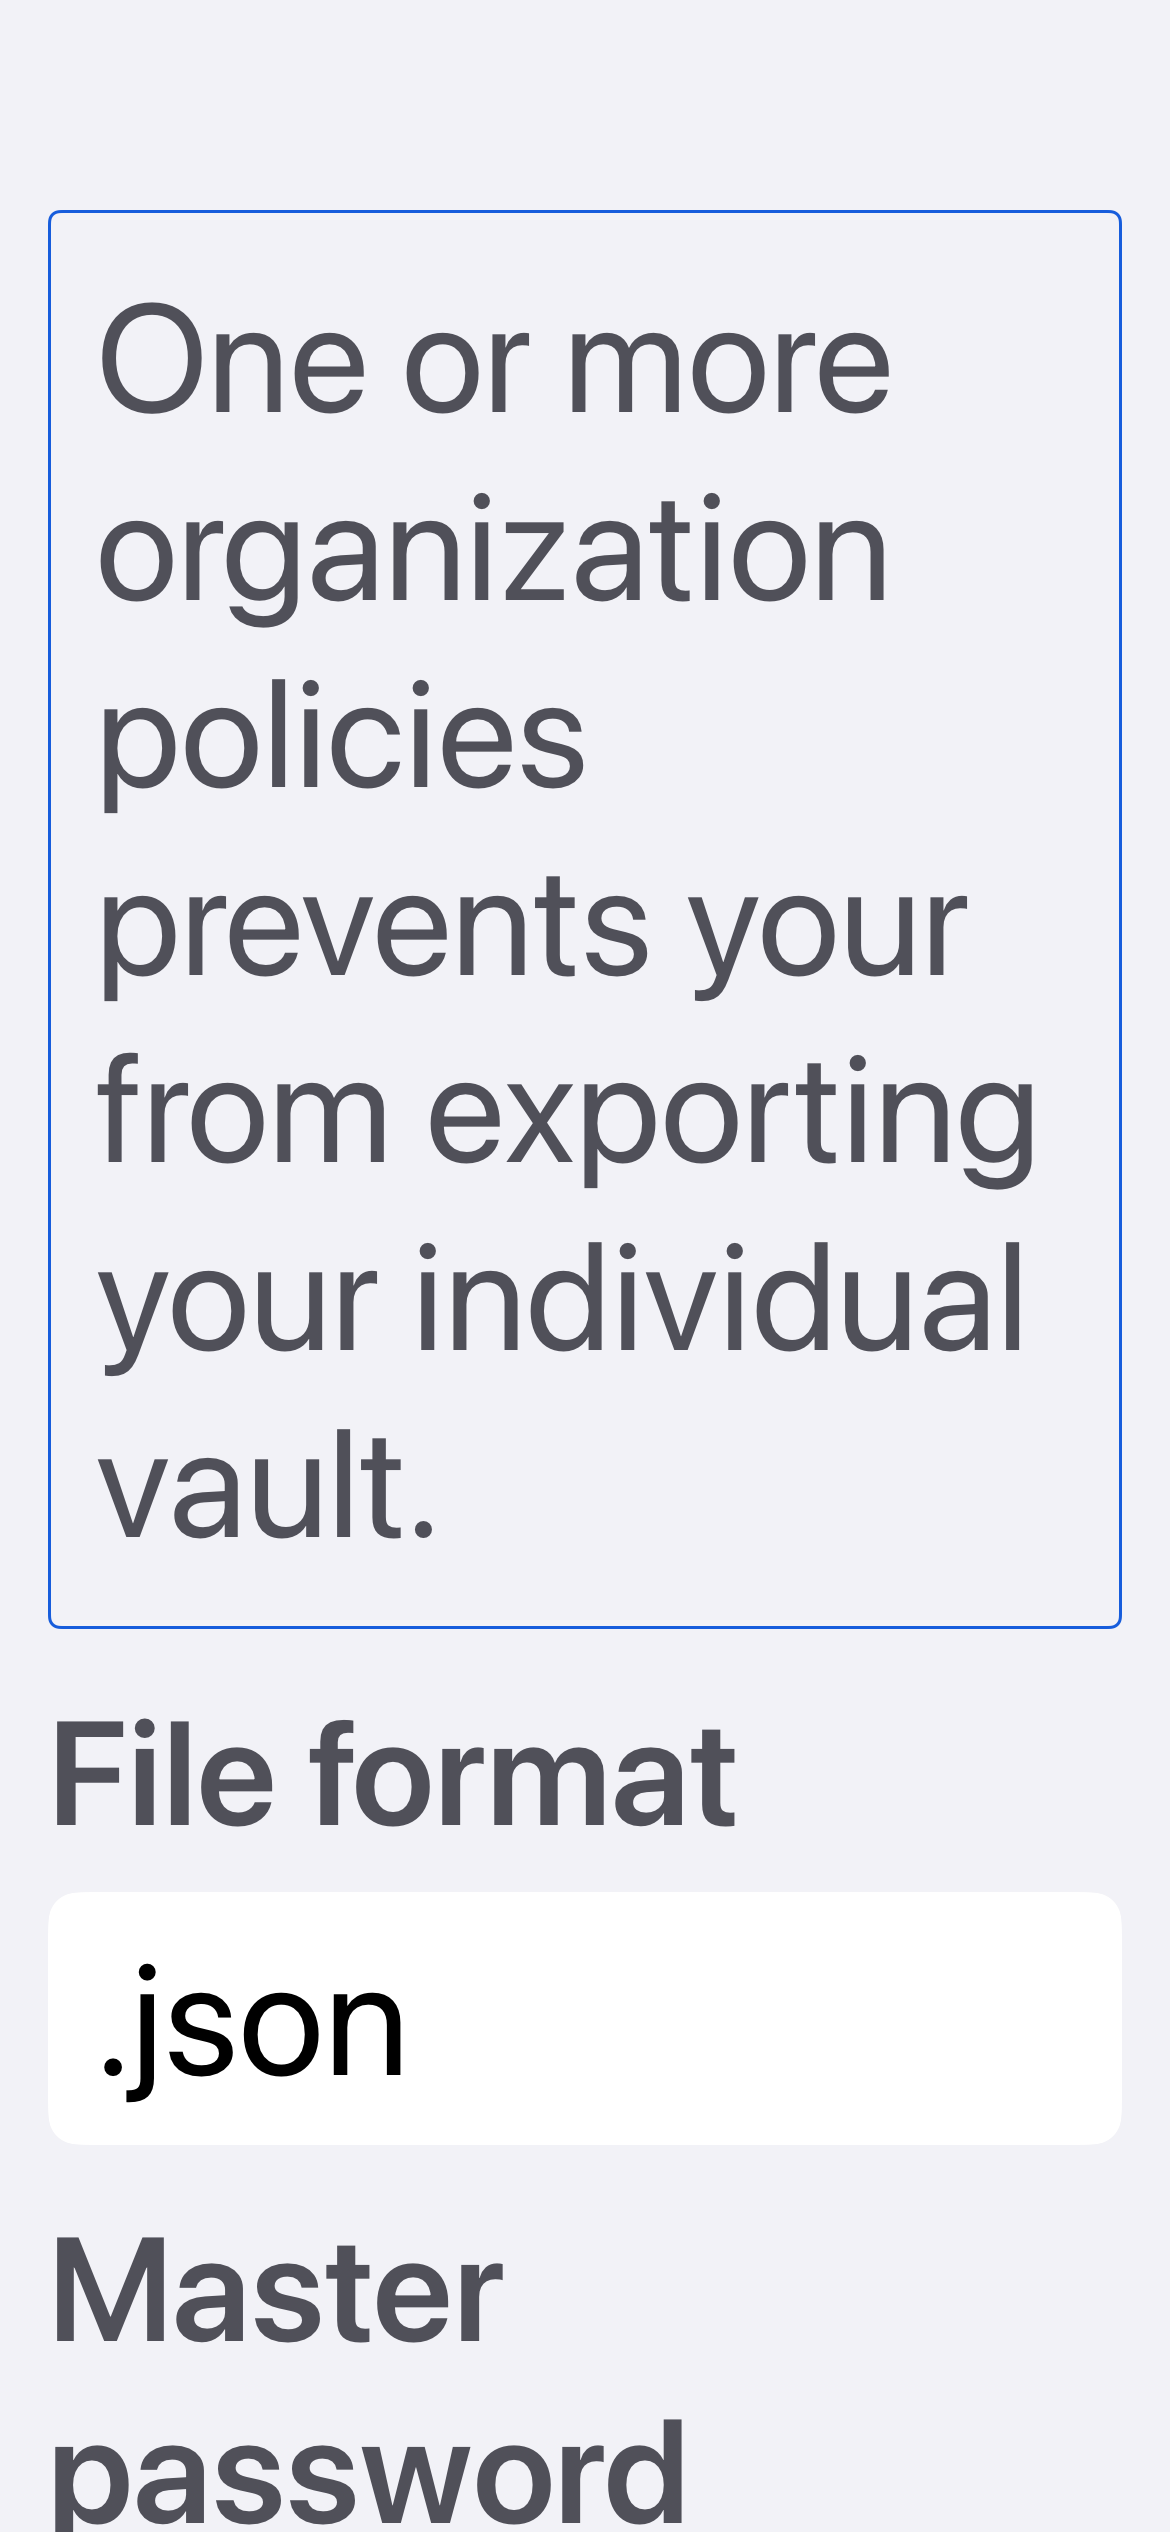 One or more
organization
policies
prevents your
from exporting
your individual
vault.
File format
.json
Master
password